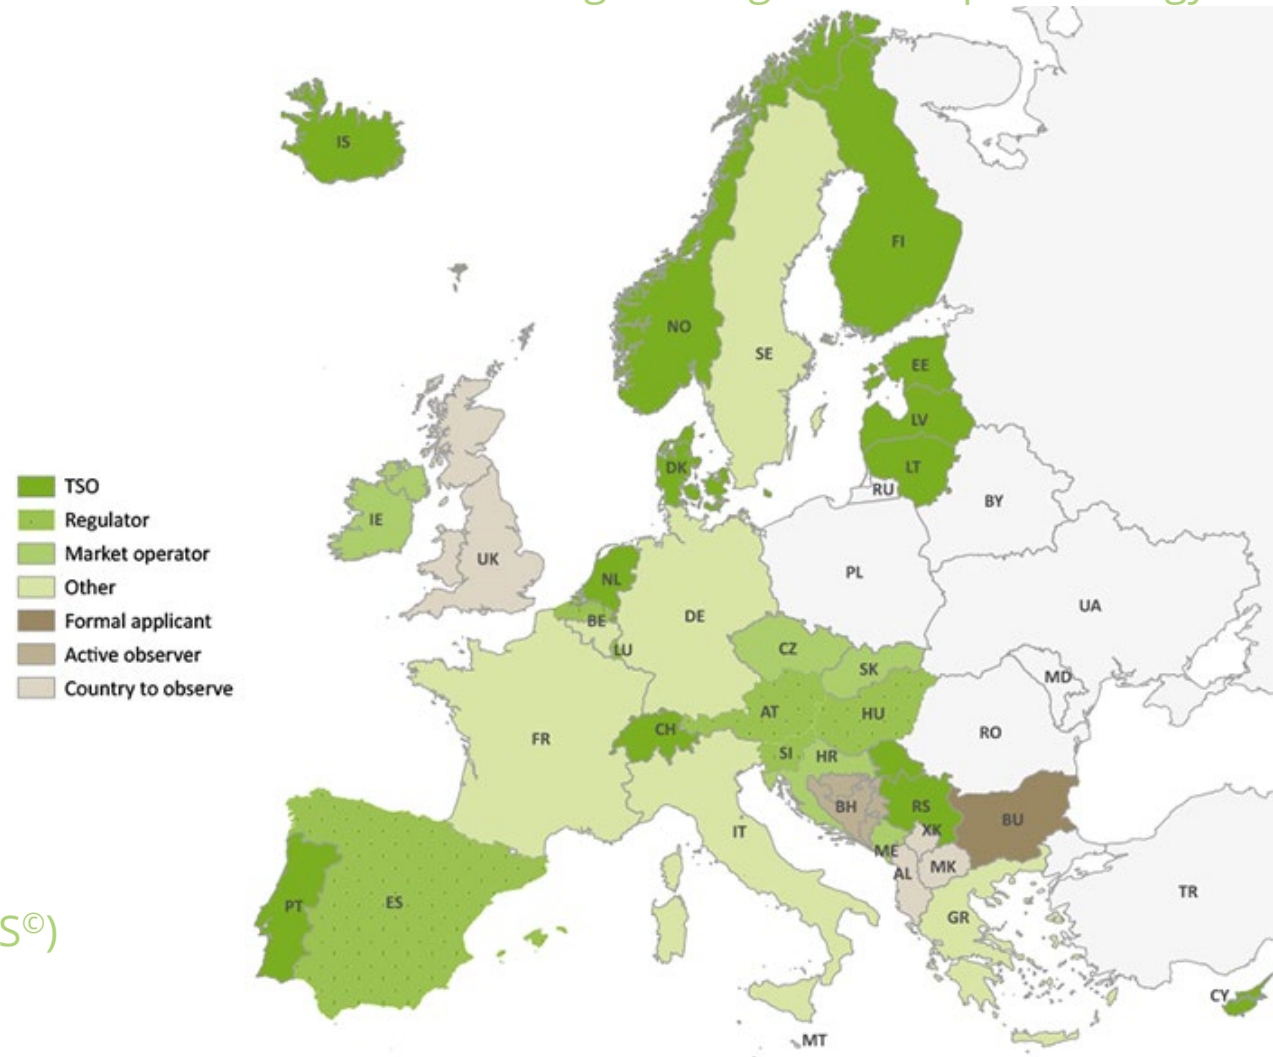 IS
FI
NO
SE
EE
LV
DK
LT
RU
BY
TSO
Regulator
Market operator
Other
Formal applicant
Active observer
Country to observe
IE
UK
NL
PL
UA
BE
DE
LU
CZ
SK
MD
AT
HU
CH
RO
FR
SI
HR
BH
RS
BU
IT
XK
ME
MK
AL
TR
ES
PT
GR
S©)
CY
MT